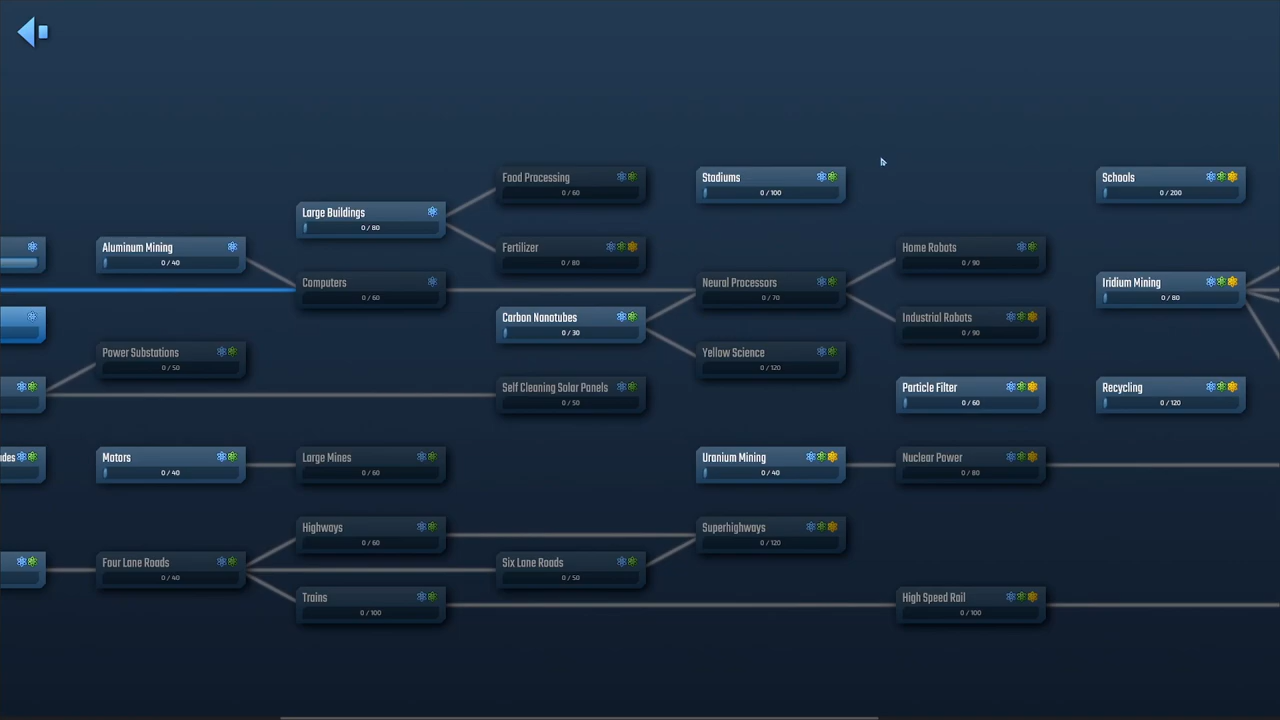 Food Processing
0 / 60
Stadiums
0 / 100
Schools
0 / 200
Large Buildings
0 / 80
Aluminum Mining
0 / 40
Fertilizer
0 / 80
Home Robots
0 / 90
Computers
0 / 60
Neural Processors
0 / 70
Iridium Mining
0 / 80
Carbon Nanotubes
0 / 30
Industrial Robots
0 / 90
Power Substations
0 / 50
Yellow Science
0 / 120
Self Cleaning Solar Panels
0 / 50
Particle Filter
0 / 60
Recycling
0 / 120
des
Motors
0 / 40
Large Mines
0 / 60
Uranium Mining
0 / 40
Nuclear Power
0 / 80
Highways
0 / 60
Superhighways
0 / 120
Four Lane Roads
0 / 40
Six Lane Roads
0 / 50
Trains
0 / 100
High Speed Rail
0 / 100